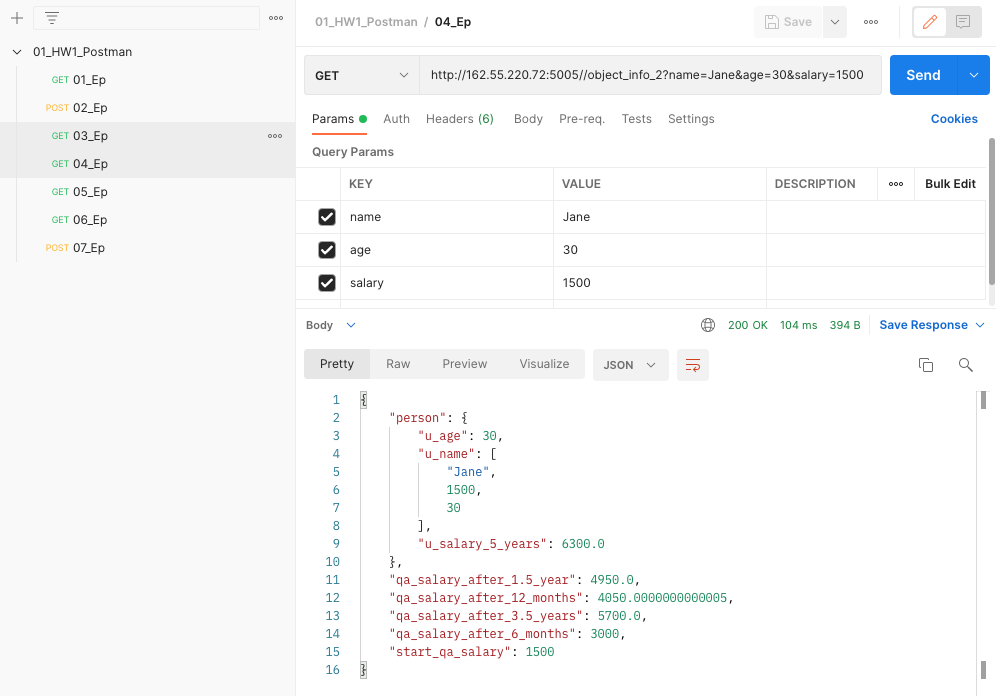 01_HW1_Postman
GET 01_Ep
POST 02_Ep
GET 03_Ep
GET 04_Ep
GET 05_Ep
GET 06_Ep
POST 07_Ep
01_HW1_Postman / 04_Ep
Save
GET http://162.55.220.72:5005//object_info_2?name=Jane&age=30&salary=1500 Send
Params Auth Headers (6) Body Pre-req. Tests Settings Cookies
Query Params
KEY VALUE DESCRIPTION Bulk Edit
name Jane
age 30
salary 1500
Body 200 OK 104 ms 394 B Save Response
Pretty Raw Preview Visualize JSON
1 {
2 "person": {
3 "u_age": 30,
4 "u_name": [
5 "Jane",
6 1500,
7 30
8 ],
9 "u_salary_5_years": 6300.0
10 },
11 "qa_salary_after_1.5_year": 4950.0,
12 "qa_salary_after_12_months": 4050.0000000000005,
13 "qa_salary_after_3.5_years": 5700.0,
14 "qa_salary_after_6_months": 3000,
15 "start_qa_salary": 1500
16 }